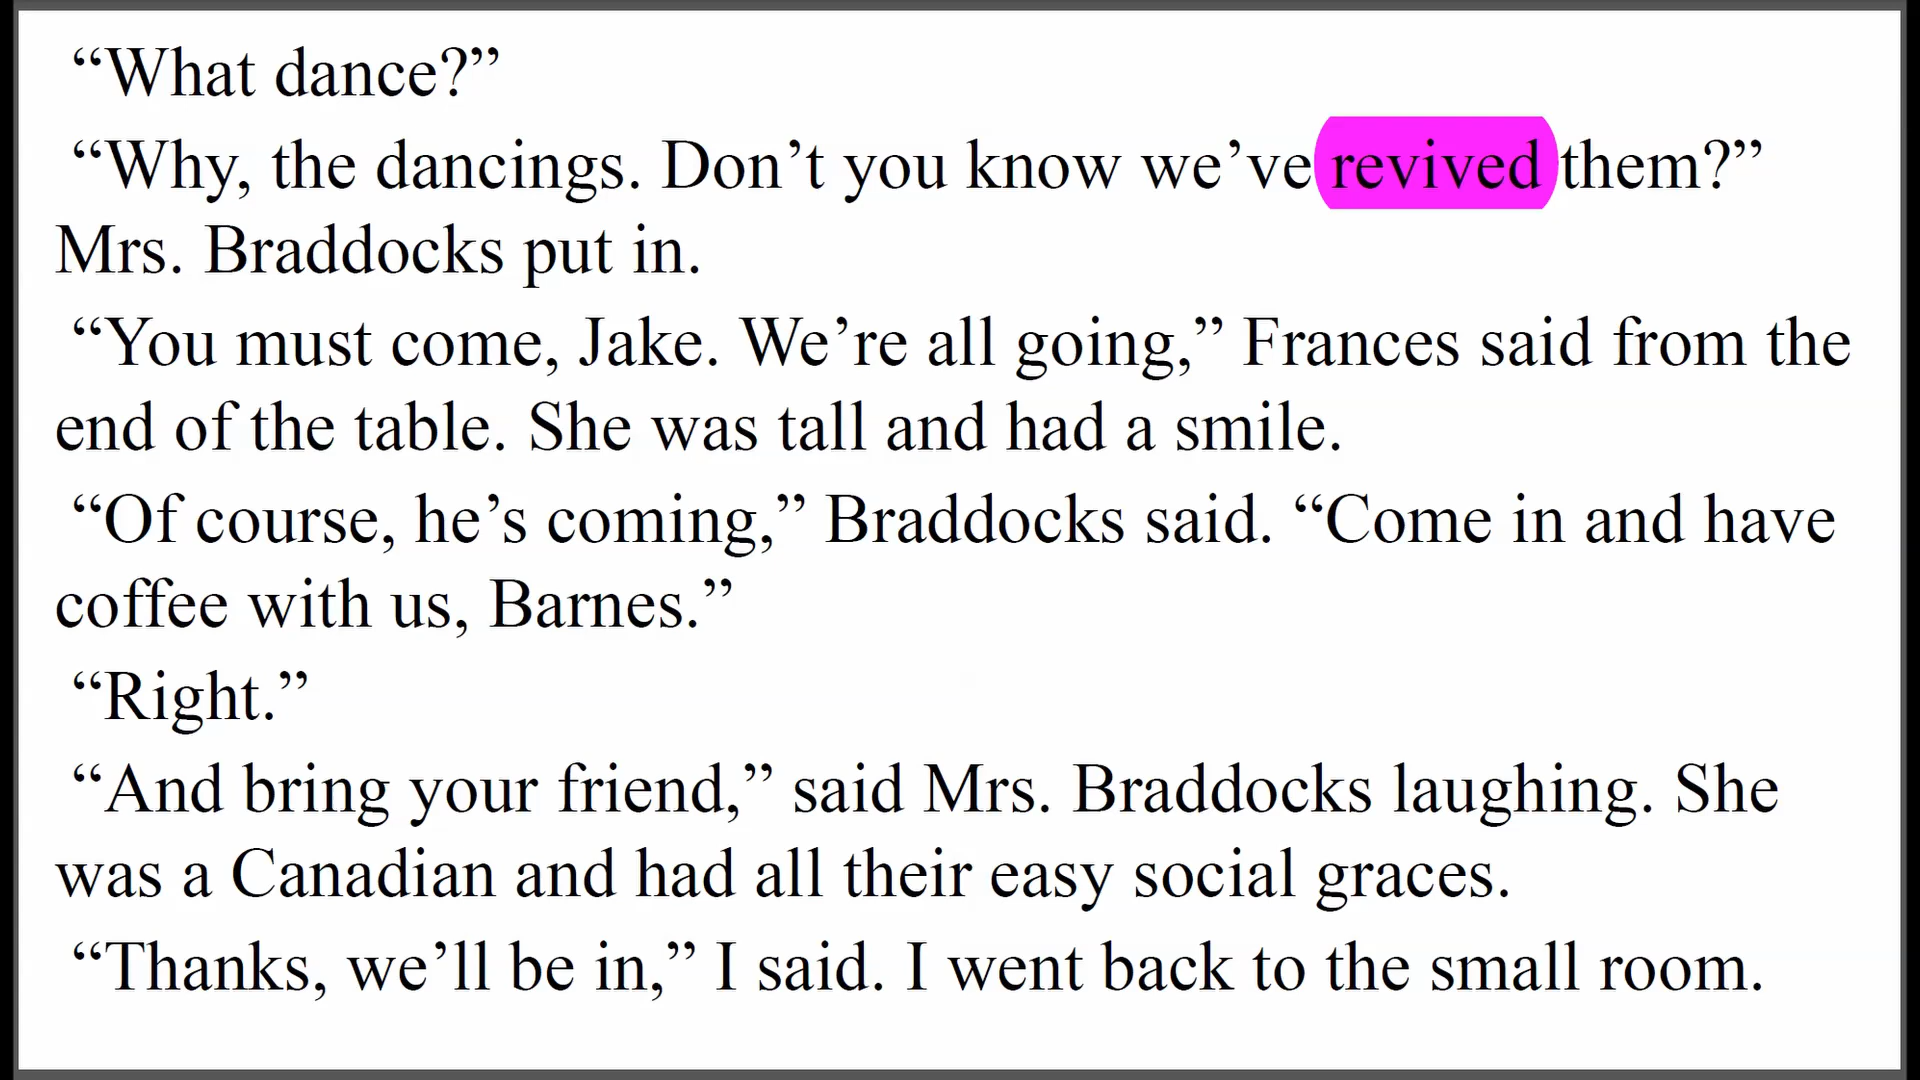 “What dance?”
“Why, the dancings. Don’t you know we’ve revived them?”
Mrs. Braddocks put in.
“You must come, Jake. We’re all going,” Frances said from the
end of the table. She was tall and had a smile.
“Of course, he’s coming,” Braddocks said. “Come in and have
coffee with us, Barnes.”
“Right.”
“And bring your friend,” said Mrs. Braddocks laughing. She
was a Canadian and had all their easy social graces.
“Thanks, we’ll be in,” I said. I went back to the small room.